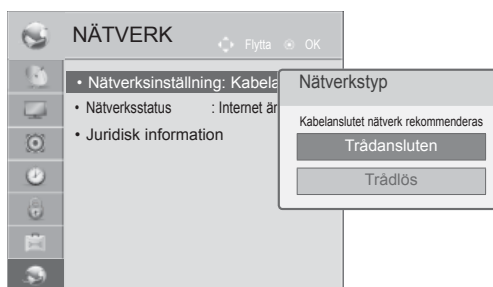 NÄTVERK
Flytta OK
• Nätverksinställning: Kabela
• Nätverksstatus : Internet är
• Juridisk information
Nätverkstyp
Kabelanslutet nätverk rekommenderas
Trådansluten
Trådlös